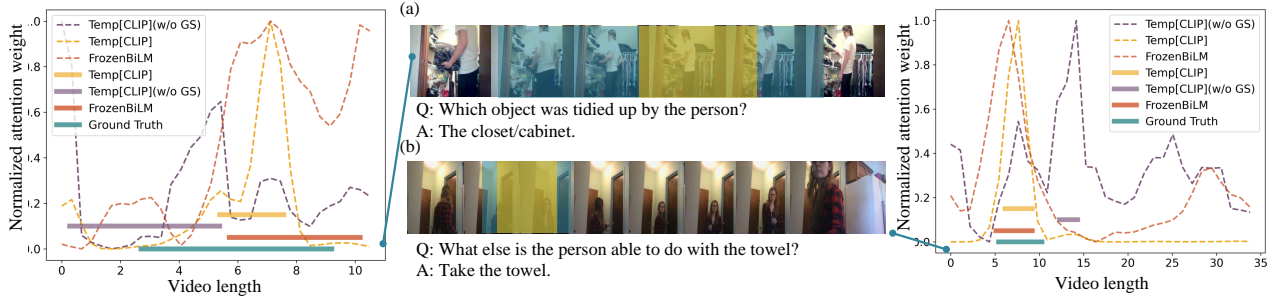 Normalized attention weight
1.0
0.8
0.6
0.4
0.2
0.0
Temp[CLIP](w/o GS)
Temp[CLIP]
FrozenBiLM
Temp[CLIP]
Temp[CLIP](w/o GS)
FrozenBiLM
Ground Truth
0 2 4 6 8 10
Video length
(a)
Q: Which object was tidied up by the person?
A: The closet/cabinet.
(b)
Q: What else is the person able to do with the towel?
A: Take the towel.
Normalized attention weight
1.0
0.8
0.6
0.4
0.2
0.0
Temp[CLIP](w/o GS)
Temp[CLIP]
FrozenBiLM
Temp[CLIP]
Temp[CLIP](w/o GS)
FrozenBiLM
Ground Truth
0 5 10 15 20 25 30 35
Video length